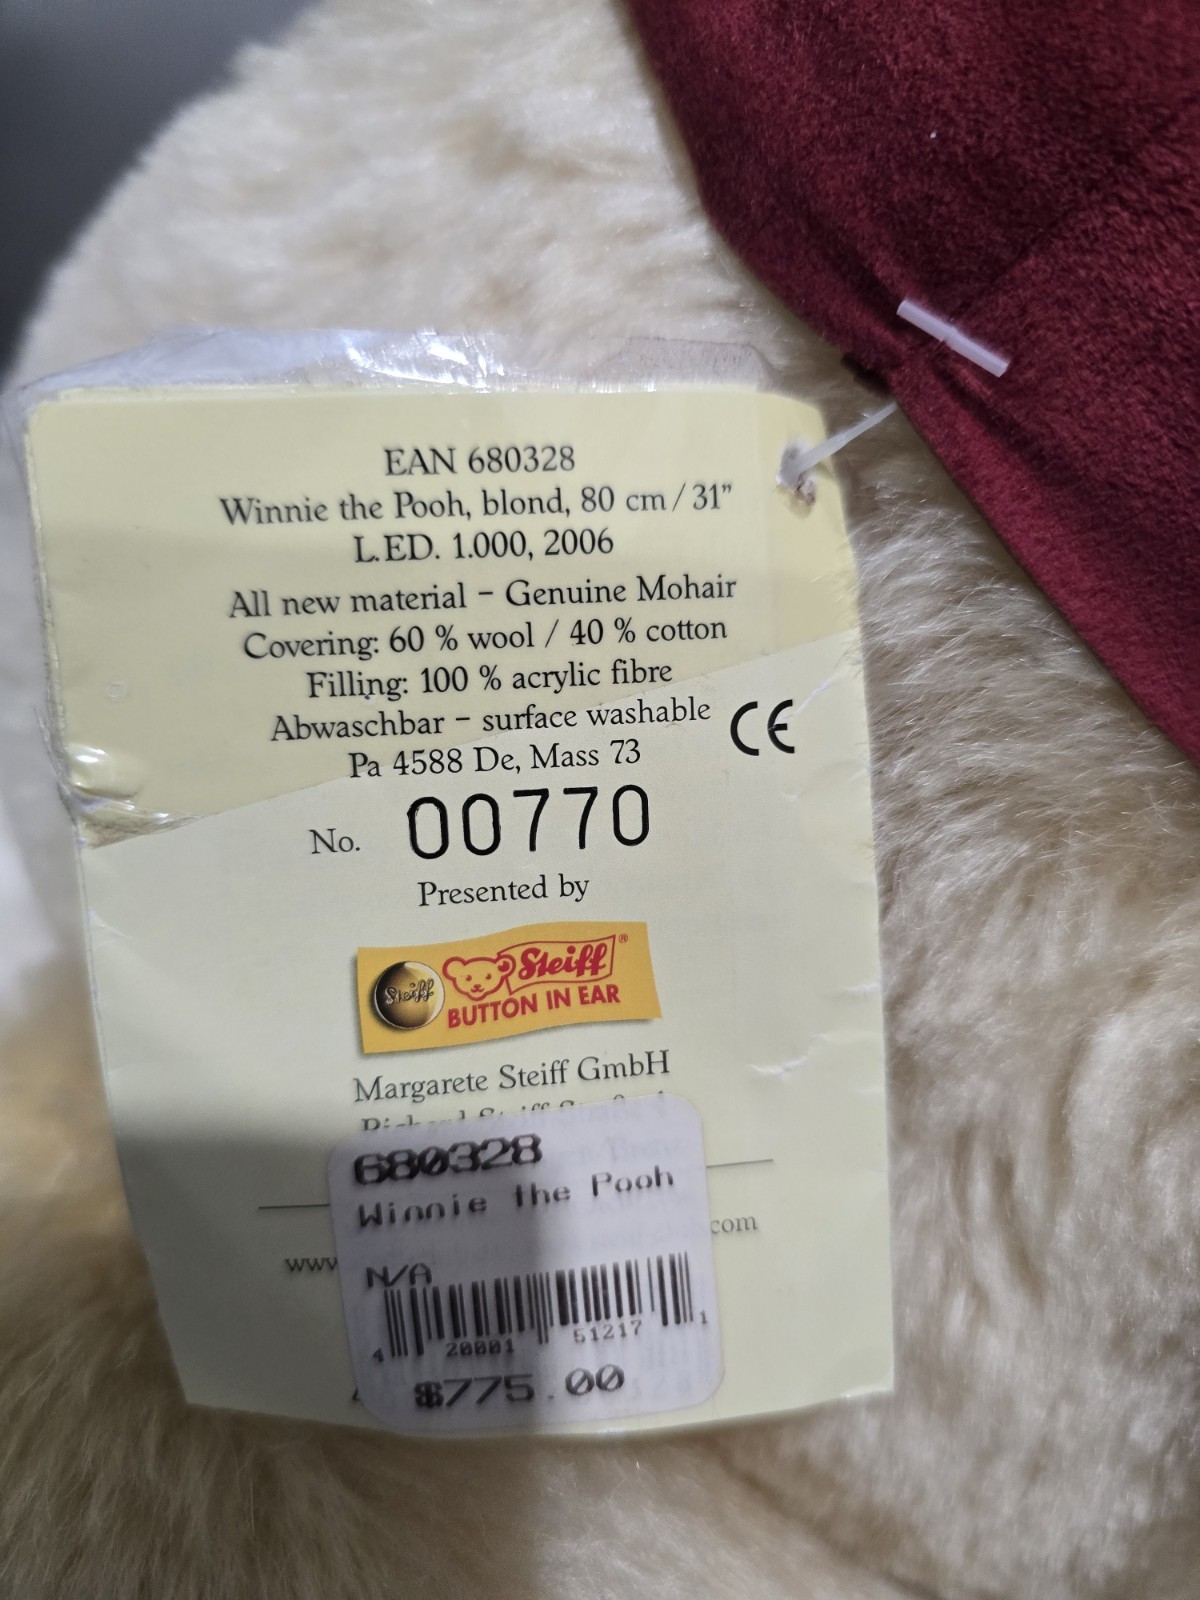 EAN 680328
Winnie the Pooh, blond, 80 cm / 31”
L.ED. 1.000, 2006
All new material – Genuine Mohair
Covering: 60 % wool / 40 % cotton
Filling: 100 % acrylic fibre
Abwaschbar – surface washable CE
Pa 4588 De, Mass 73
No. 00770
Presented by
Steiff Steiff®
BUTTON IN EAR
Margarete Steiff GmbH
680328
Winnie the Pooh
www com
N/A
4 20001 51217 1
$775.00